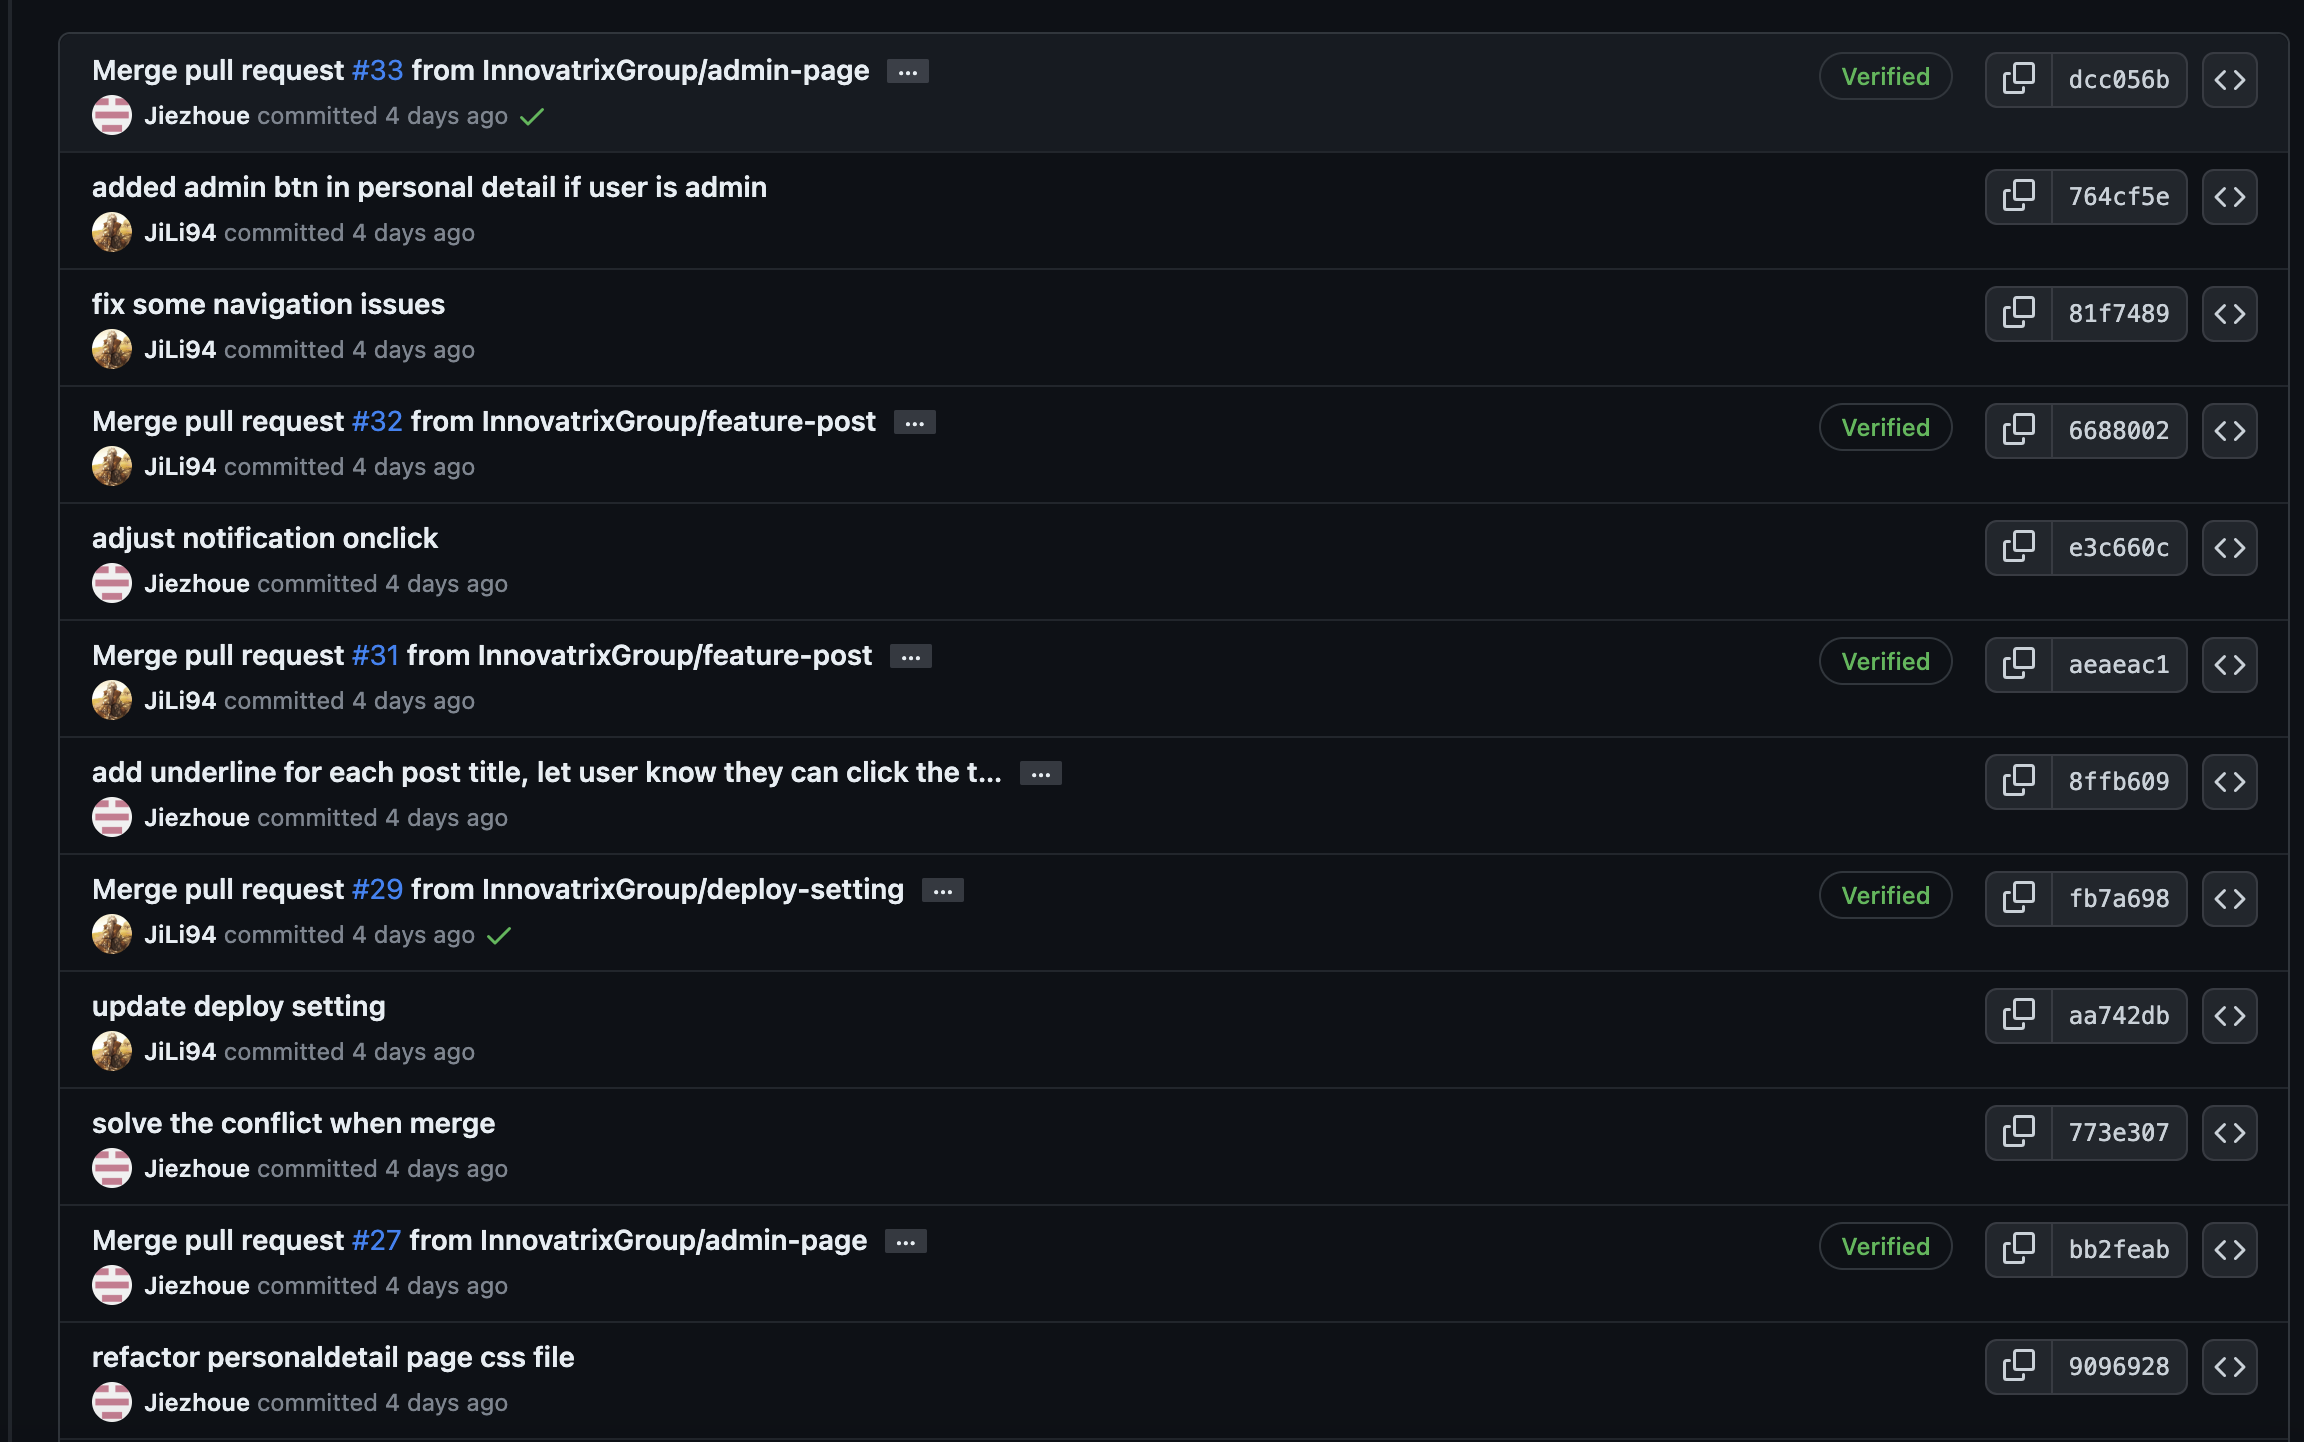 Merge pull request #33 from InnovatrixGroup/admin-page ...
Verified
dcc056b
Jiezhoue committed 4 days ago
added admin btn in personal detail if user is admin
764cf5e
JiLi94 committed 4 days ago
fix some navigation issues
81f7489
JiLi94 committed 4 days ago
Merge pull request #32 from InnovatrixGroup/feature-post ...
Verified
6688002
JiLi94 committed 4 days ago
adjust notification onclick
e3c660c
Jiezhoue committed 4 days ago
Merge pull request #31 from InnovatrixGroup/feature-post ...
Verified
aeaeac1
JiLi94 committed 4 days ago
add underline for each post title, let user know they can click the t... ...
8ffb609
Jiezhoue committed 4 days ago
Merge pull request #29 from InnovatrixGroup/deploy-setting ...
Verified
fb7a698
JiLi94 committed 4 days ago
update deploy setting
aa742db
JiLi94 committed 4 days ago
solve the conflict when merge
773e307
Jiezhoue committed 4 days ago
Merge pull request #27 from InnovatrixGroup/admin-page ...
Verified
bb2feab
Jiezhoue committed 4 days ago
refactor personaldetail page css file
9096928
Jiezhoue committed 4 days ago